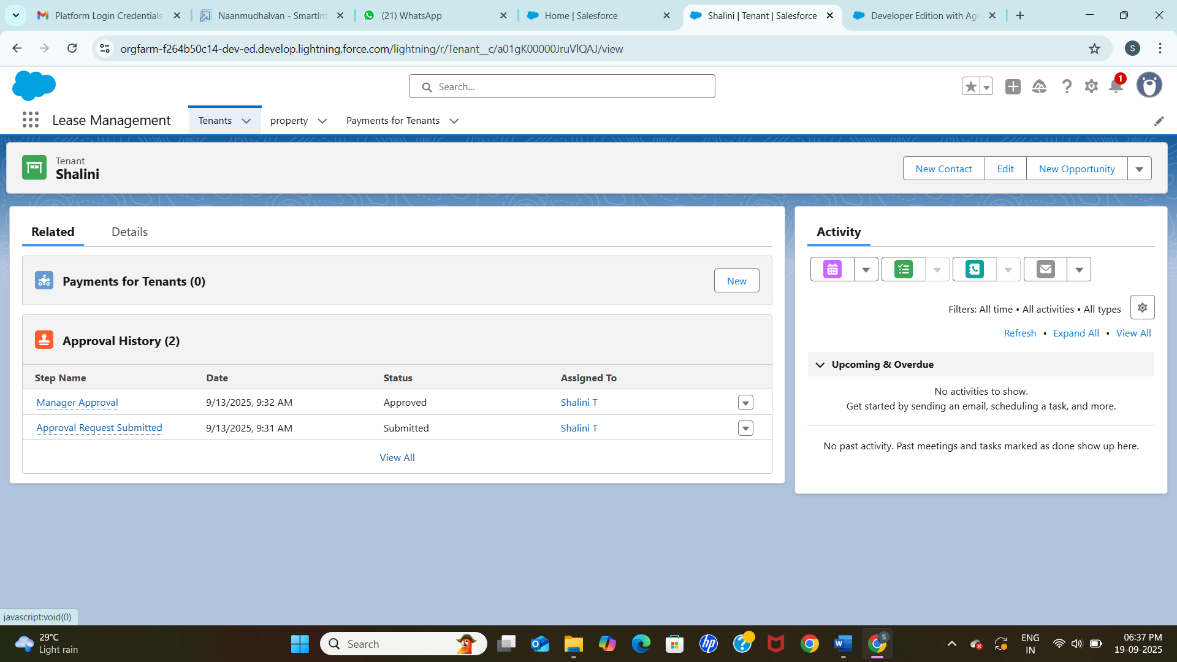 Platform Login Credentials
Naanmudhalvan - SmartInt
(21) WhatsApp
Home | Salesforce
Shalini | Tenant | Salesforce
Developer Edition with Ag
orgfarm-f264b50c14-dev-ed.develop.lightning.force.com/lightning/r/Tenant__c/a01gK00000JruVlQAJ/view
S
Search...
1
Lease Management
Tenants
property
Payments for Tenants
Tenant
Shalini
New Contact
Edit
New Opportunity
Related
Details
Payments for Tenants (0)
New
Approval History (2)
Step Name Date Status Assigned To
Manager Approval 9/13/2025, 9:32 AM Approved Shalini T
Approval Request Submitted 9/13/2025, 9:31 AM Submitted Shalini T
View All
Activity
Filters: All time • All activities • All types
Refresh • Expand All • View All
Upcoming & Overdue
No activities to show.
Get started by sending an email, scheduling a task, and more.
No past activity. Past meetings and tasks marked as done show up here.
javascript:void(0)
29°C
Light rain
Search
ENG
IN
06:37 PM
19-09-2025